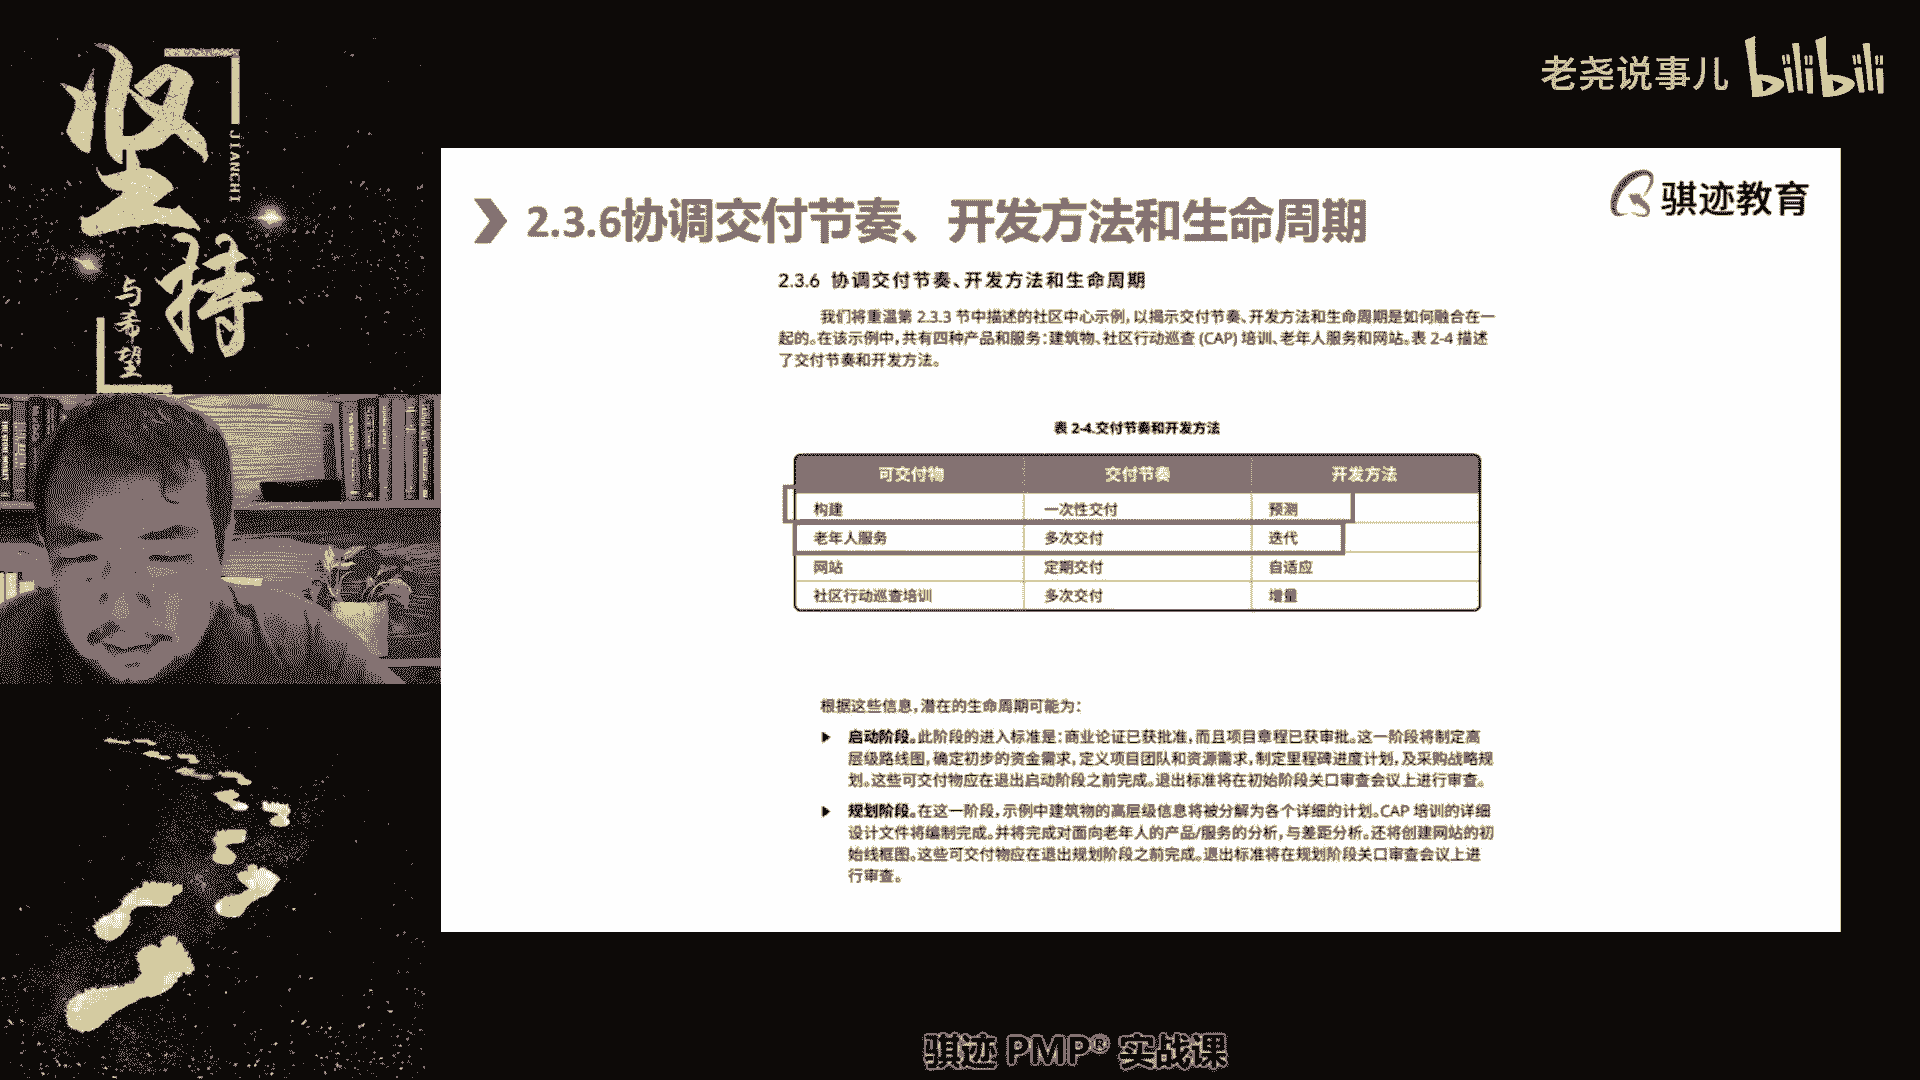 坚持
JIANCHI
与希望
老尧说事儿 bilibili
骐迹教育
2.3.6协调交付节奏、开发方法和生命周期
2.3.6 协调交付节奏、开发方法和生命周期
我们将重温第 2.3.3 节中描述的社区中心示例，以揭示交付节奏、开发方法和生命周期是如何融合在一
起的。在该示例中，共有四种产品和服务：建筑物、社区行动巡查 (CAP) 培训、老年人服务和网站。表 2-4 描述
了交付节奏和开发方法。
表 2-4.交付节奏和开发方法
可交付物 交付节奏 开发方法
构建 一次性交付 预测
老年人服务 多次交付 迭代
网站 定期交付 自适应
社区行动巡查培训 多次交付 增量
根据这些信息，潜在的生命周期可能为：
启动阶段。此阶段的进入标准是：商业论证已获批准，而且项目章程已获审批。这一阶段将制定高
层级路线图，确定初步的资金需求，定义项目团队和资源需求，制定里程碑进度计划，及采购战略规
划。这些可交付物应在退出启动阶段之前完成。退出标准将在初始阶段关口审查会议上进行审查。
规划阶段。在这一阶段，示例中建筑物的高层级信息将被分解为各个详细的计划。CAP 培训的详细
设计文件将编制完成。并将完成对面向老年人的产品/服务的分析，与差距分析。还将创建网站的初
始线框图。这些可交付物应在退出规划阶段之前完成。退出标准将在规划阶段关口审查会议上进
行审查。
骐迹 PMP® 实战课